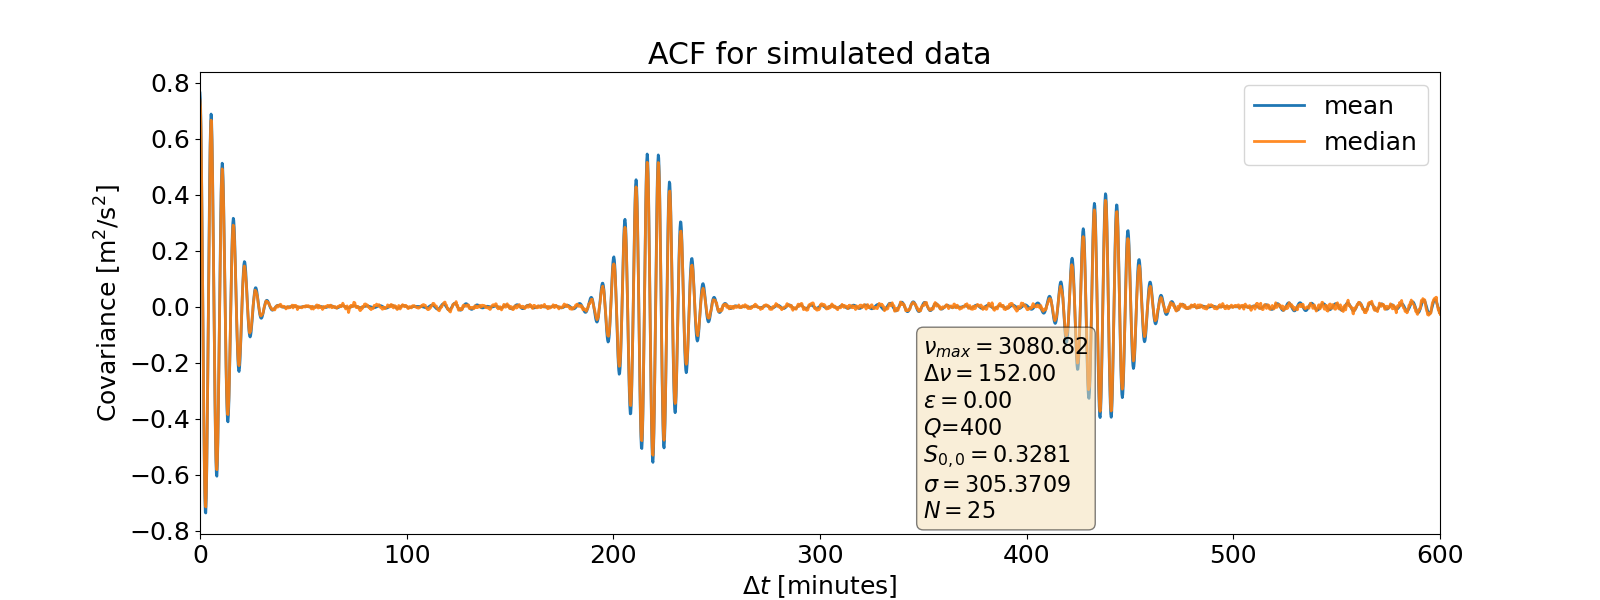 ACF for simulated data
mean
median
Covariance [m²/s²]
0.8
0.6
0.4
0.2
0.0
−0.2
−0.4
−0.6
−0.8
ν_max = 3080.82
Δν = 152.00
ε = 0.00
Q=400
S_0,0 = 0.3281
σ = 305.3709
N = 25
0 100 200 300 400 500 600
Δt [minutes]